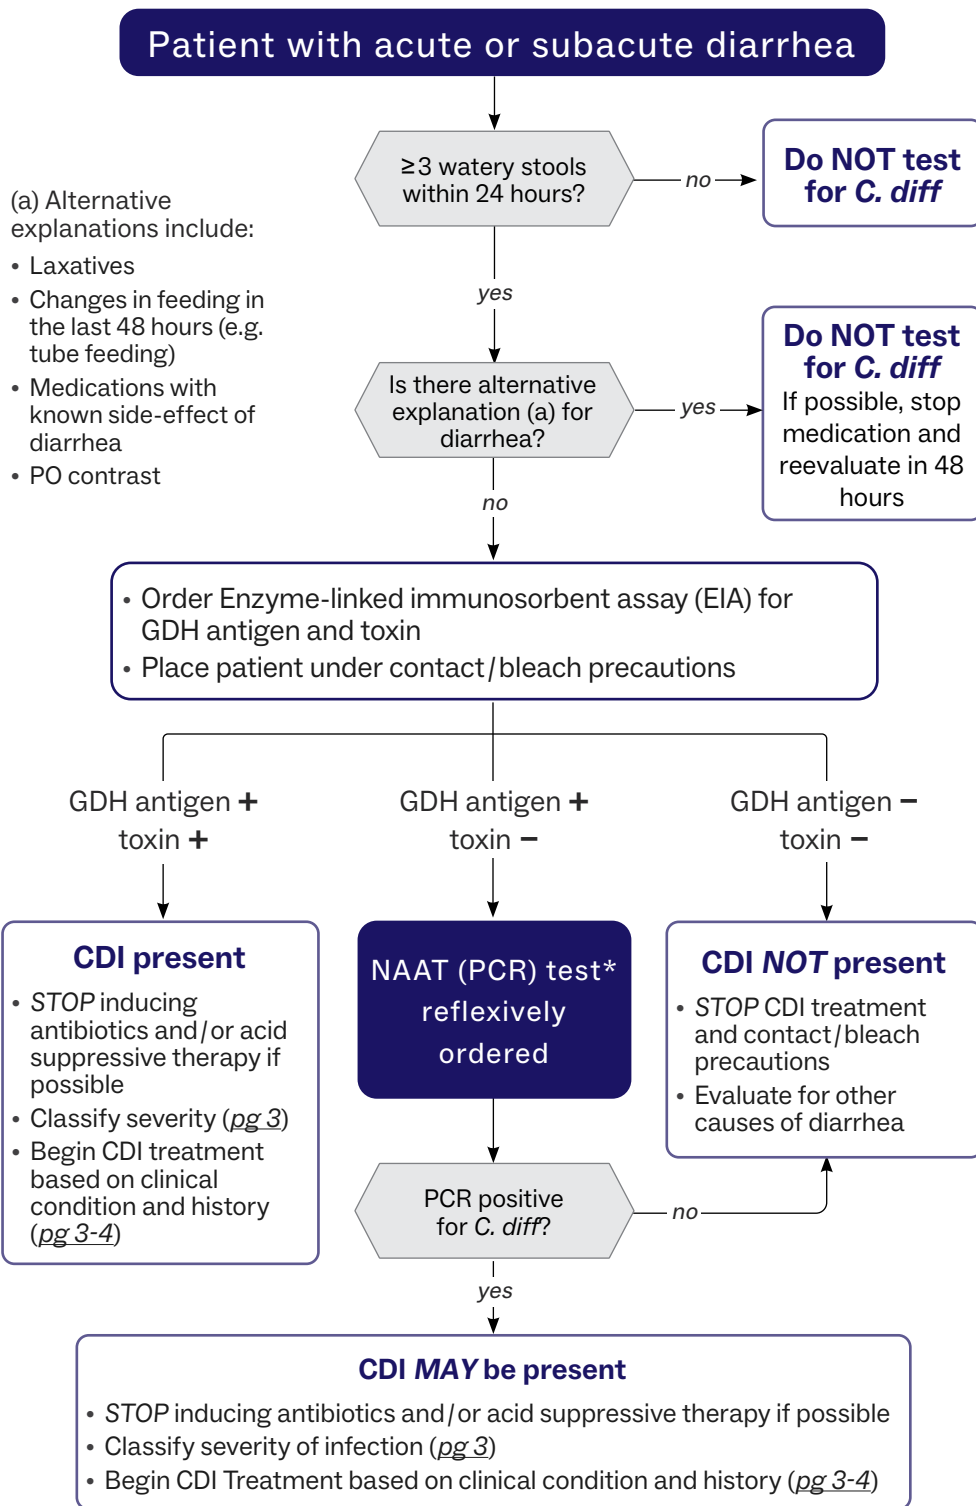 Patient with acute or subacute diarrhea
≥3 watery stools
within 24 hours?
no
Do NOT test
for C. diff
(a) Alternative
explanations include:
• Laxatives
• Changes in feeding in
the last 48 hours (e.g.
tube feeding)
• Medications with
known side-effect of
diarrhea
• PO contrast
yes
Is there alternative
explanation (a) for
diarrhea?
yes
Do NOT test
for C. diff
If possible, stop
medication and
reevaluate in 48
hours
no
• Order Enzyme-linked immunosorbent assay (EIA) for
GDH antigen and toxin
• Place patient under contact/bleach precautions
GDH antigen +
toxin +
GDH antigen +
toxin −
GDH antigen −
toxin −
CDI present
• STOP inducing
antibiotics and/or acid
suppressive therapy if
possible
• Classify severity (pg 3)
• Begin CDI treatment
based on clinical
condition and history
(pg 3-4)
NAAT (PCR) test*
reflexively
ordered
CDI NOT present
• STOP CDI treatment
and contact/bleach
precautions
• Evaluate for other
causes of diarrhea
PCR positive
for C. diff?
no
yes
CDI MAY be present
• STOP inducing antibiotics and/or acid suppressive therapy if possible
• Classify severity of infection (pg 3)
• Begin CDI Treatment based on clinical condition and history (pg 3-4)